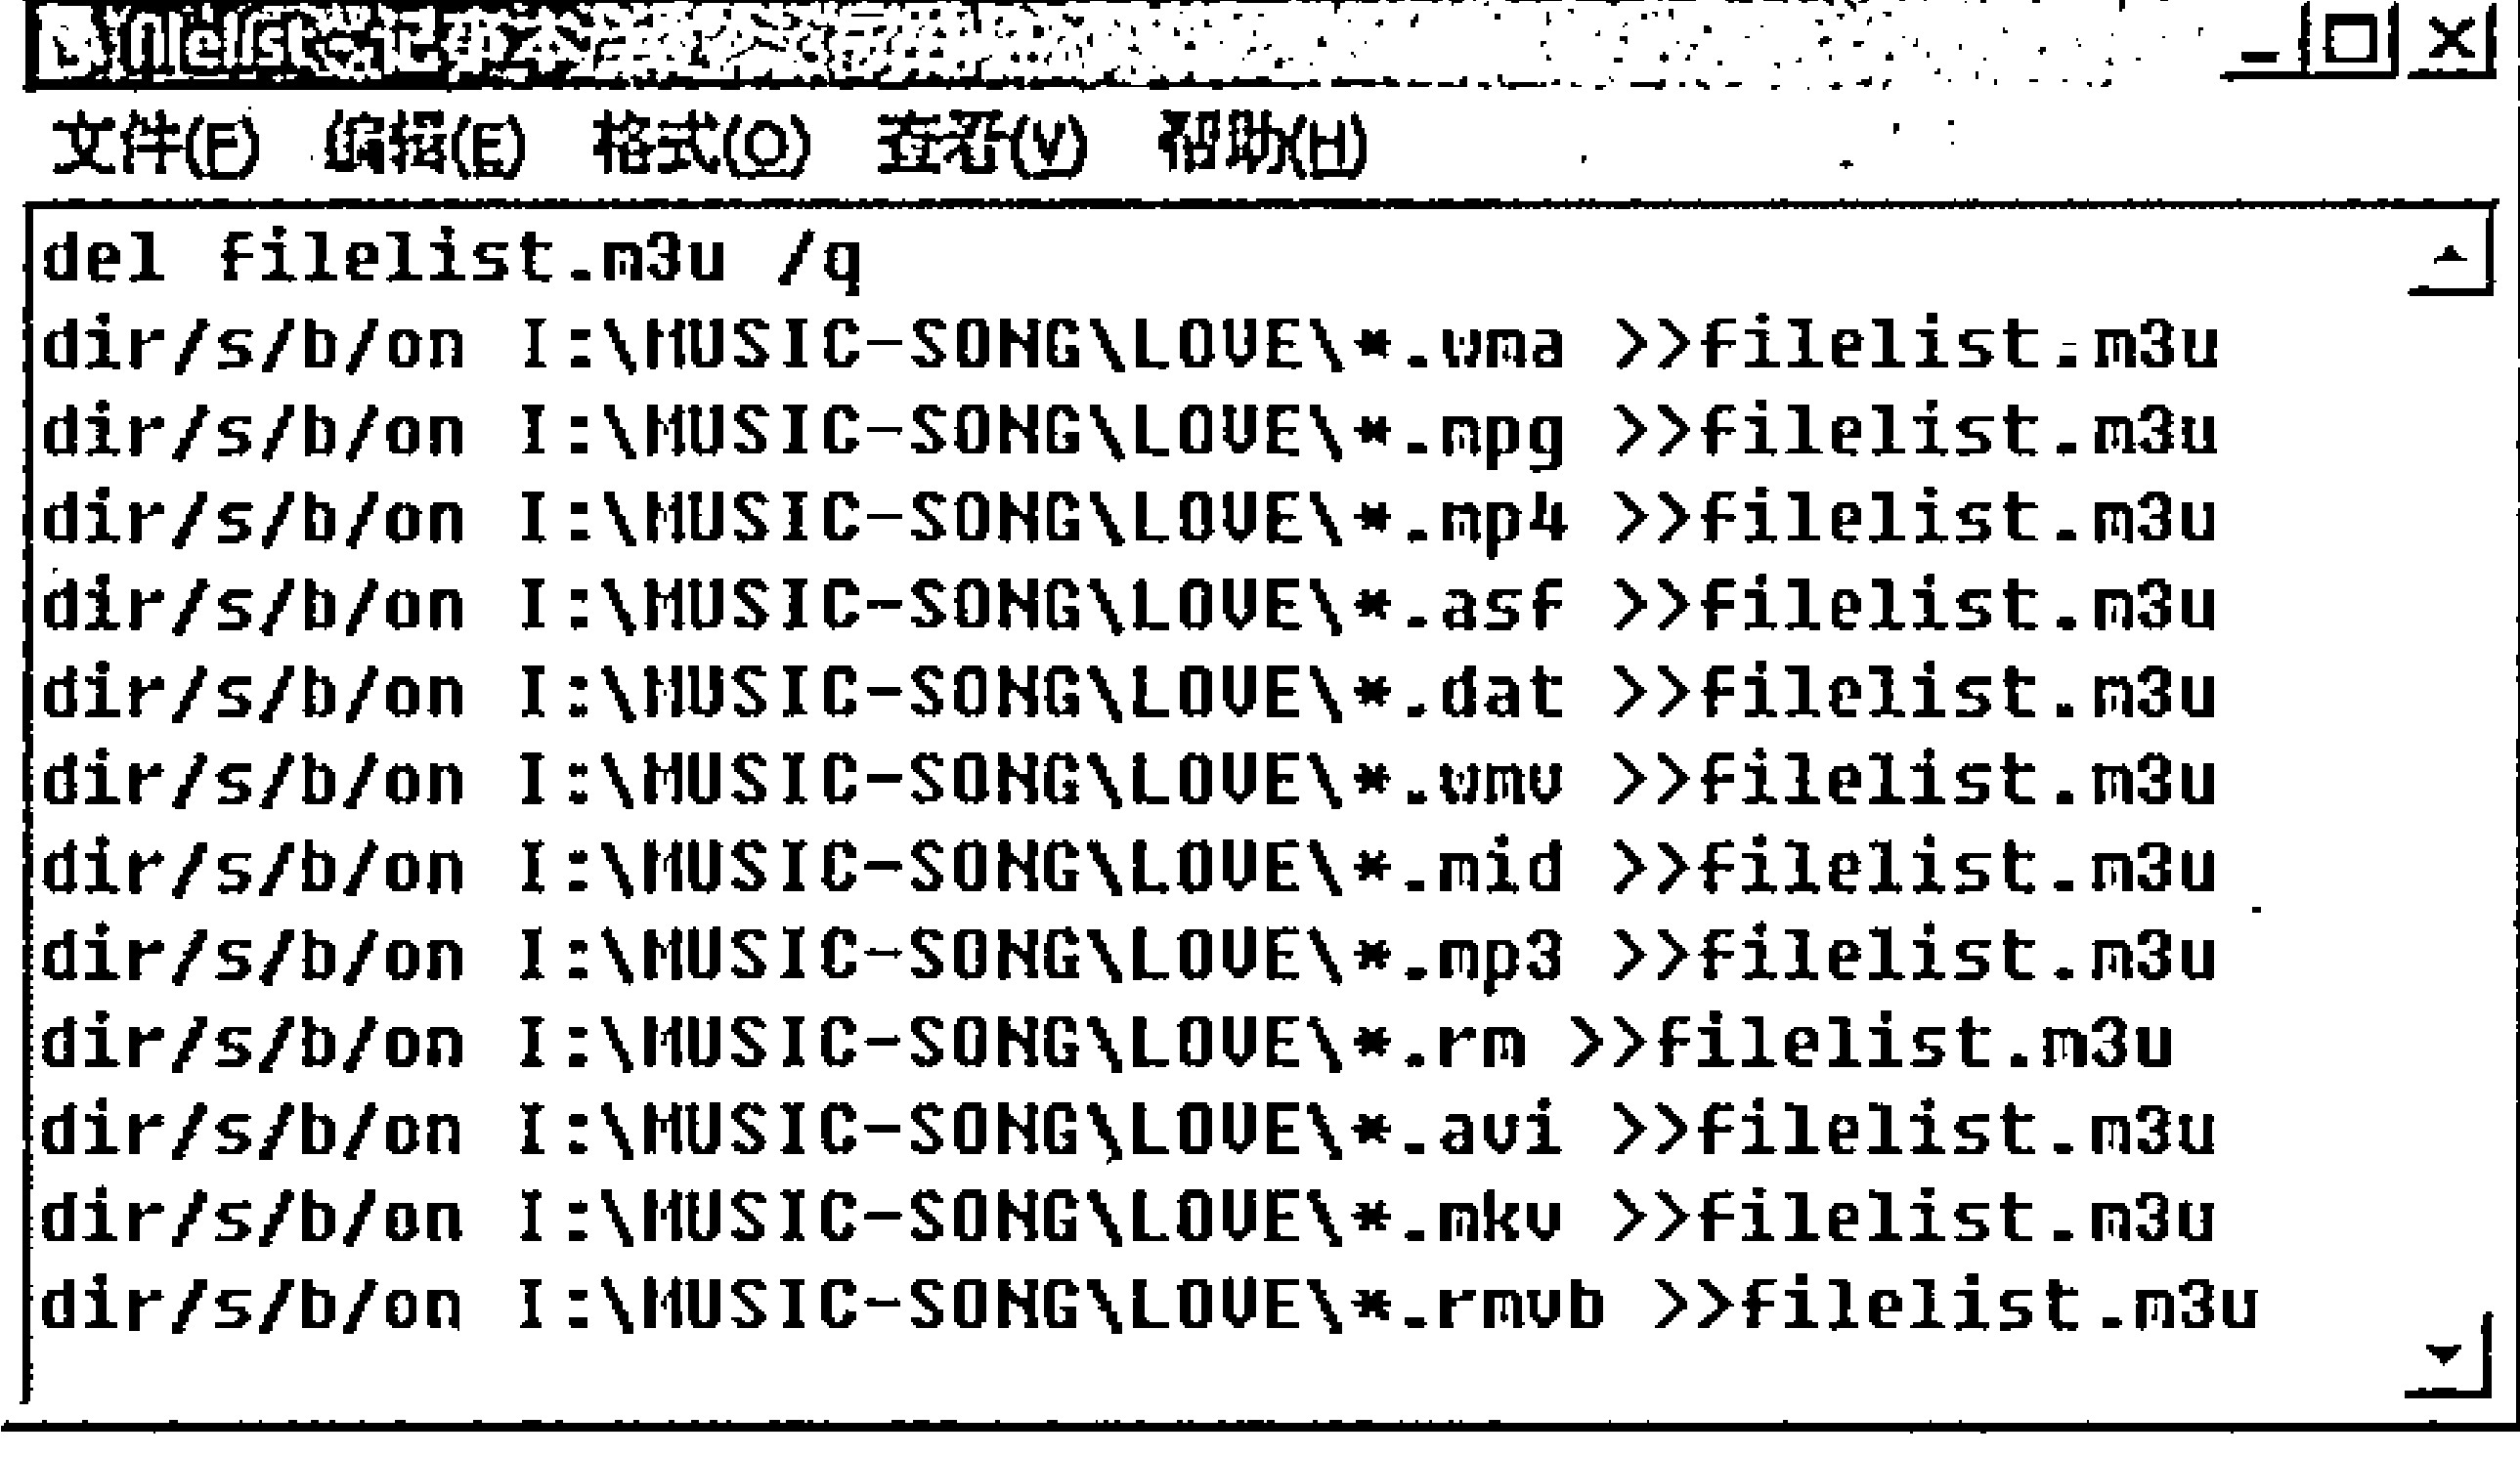 filelist - 记事本
文件(F) 编辑(E) 格式(O) 查看(V) 帮助(H)
del filelist.m3u /q
dir/s/b/on I:\MUSIC-SONG\LOVE\*.wma >>filelist.m3u
dir/s/b/on I:\MUSIC-SONG\LOVE\*.mpg >>filelist.m3u
dir/s/b/on I:\MUSIC-SONG\LOVE\*.mp4 >>filelist.m3u
dir/s/b/on I:\MUSIC-SONG\LOVE\*.asf >>filelist.m3u
dir/s/b/on I:\MUSIC-SONG\LOVE\*.dat >>filelist.m3u
dir/s/b/on I:\MUSIC-SONG\LOVE\*.wmv >>filelist.m3u
dir/s/b/on I:\MUSIC-SONG\LOVE\*.mid >>filelist.m3u
dir/s/b/on I:\MUSIC-SONG\LOVE\*.mp3 >>filelist.m3u
dir/s/b/on I:\MUSIC-SONG\LOVE\*.rm >>filelist.m3u
dir/s/b/on I:\MUSIC-SONG\LOVE\*.avi >>filelist.m3u
dir/s/b/on I:\MUSIC-SONG\LOVE\*.mkv >>filelist.m3u
dir/s/b/on I:\MUSIC-SONG\LOVE\*.rmvb >>filelist.m3u